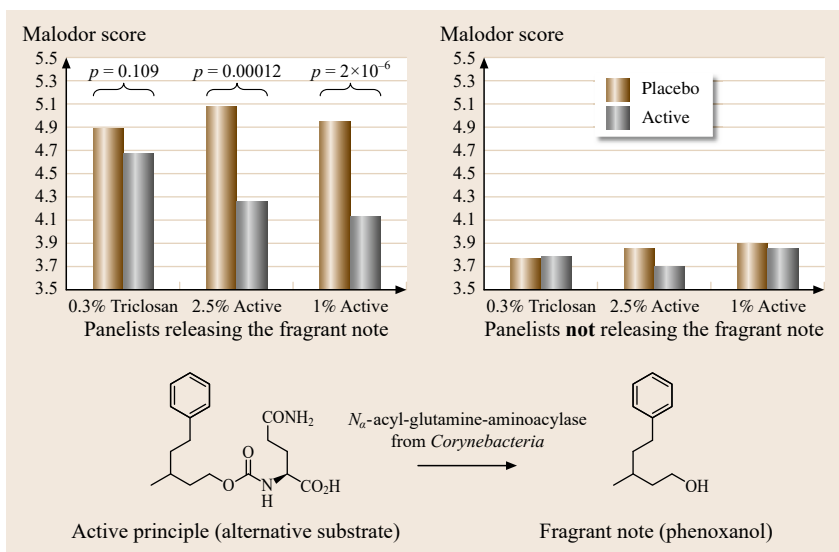 Malodor score
5.5
5.3
5.1
4.9
4.7
4.5
4.3
4.1
3.9
3.7
3.5
p = 0.109
p = 0.00012
p = 2×10⁻⁶
0.3% Triclosan
2.5% Active
1% Active
Panelists releasing the fragrant note
Malodor score
5.5
5.3
5.1
4.9
4.7
4.5
4.3
4.1
3.9
3.7
3.5
Placebo
Active
0.3% Triclosan
2.5% Active
1% Active
Panelists not releasing the fragrant note
CONH₂
O
O
N
H
CO₂H
Nα-acyl-glutamine-aminoacylase
from Corynebacteria
OH
Active principle (alternative substrate)
Fragrant note (phenoxanol)